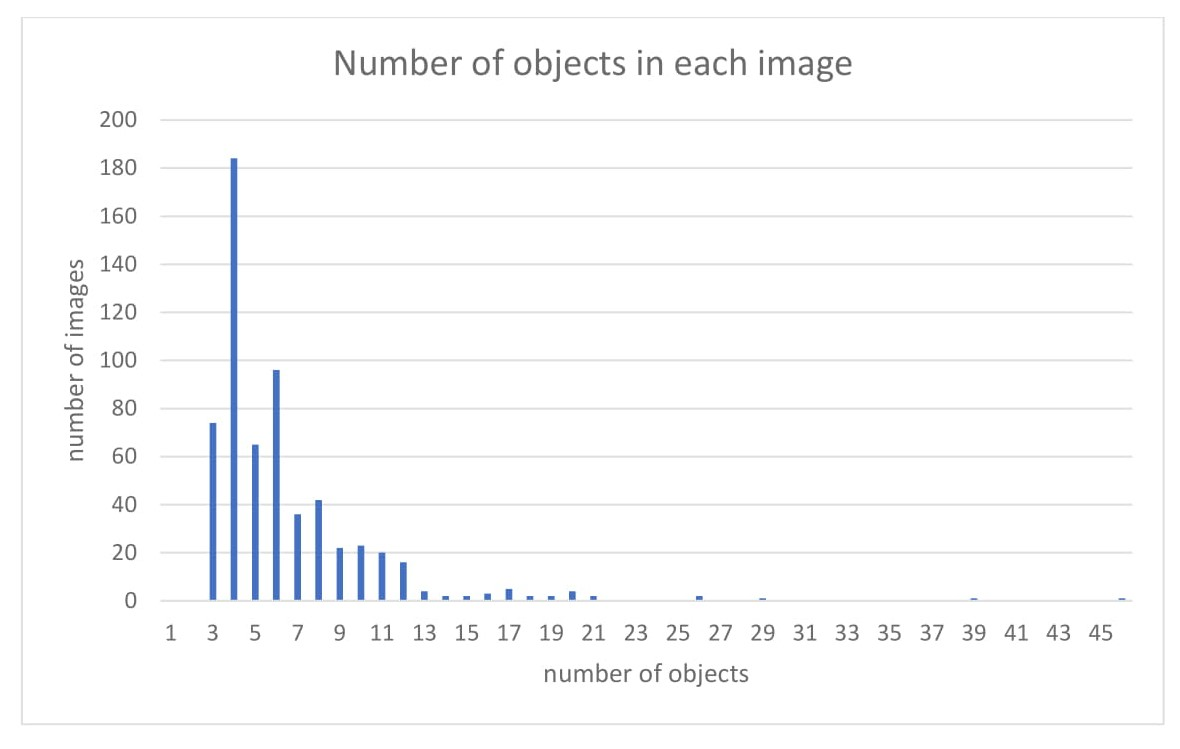 Number of objects in each image
200
180
160
140
120
100
80
60
40
20
0
number of images
1 3 5 7 9 11 13 15 17 19 21 23 25 27 29 31 33 35 37 39 41 43 45
number of objects